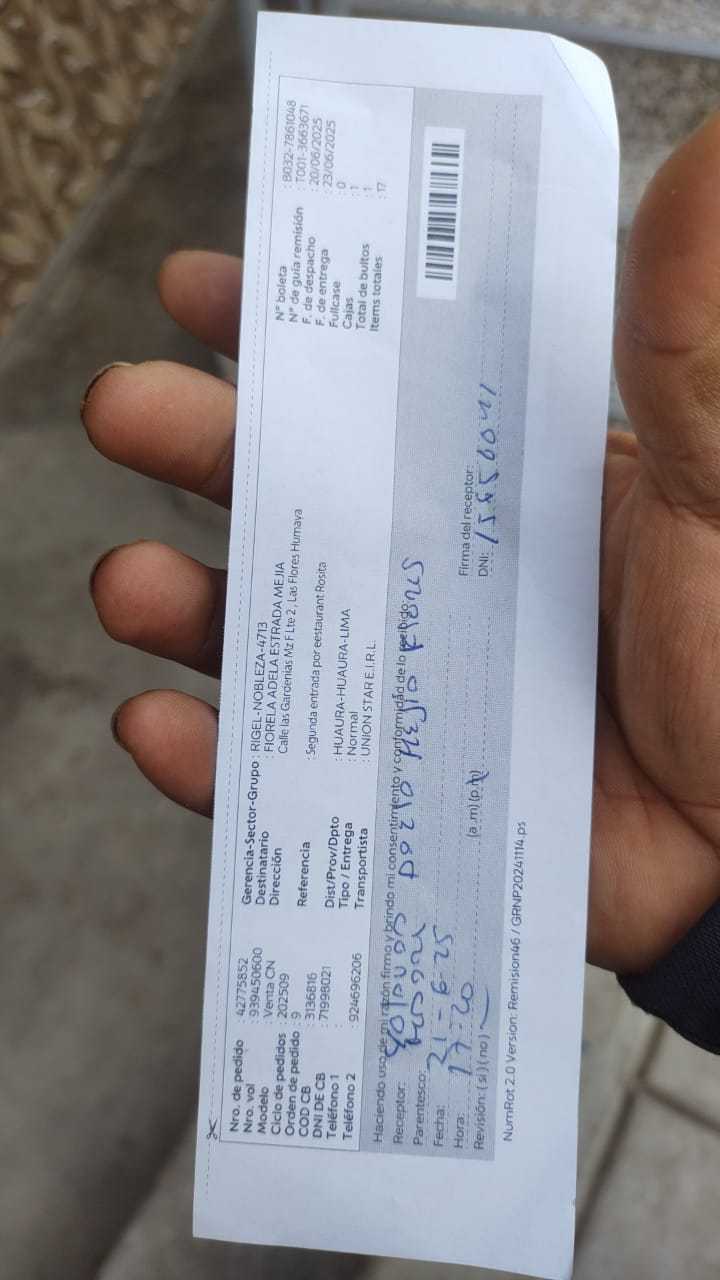 Nro. de pedido : 42775852
Nro. vol : 939450600
Modelo : Venta CN
Ciclo de pedidos : 202509
Orden de pedido : 9
COD CB : 3136816
DNI DE CB : 71998021
Teléfono 1 :
Teléfono 2 : 924696206
Gerencia-Sector-Grupo : RIGEL-NOBLEZA-4713
Destinatario : FIORELA ADELA ESTRADA MEJIA
Dirección Calle las Gardenias Mz F Lte 2 , Las Flores Humaya
Referencia : Segunda entrada por eestaurant Rosita
Dist/Prov/Dpto : HUAURA-HUAURA-LIMA
Tipo / Entrega : Normal
Transportista : UNION STAR E.I.R.L.
N° boleta : B032-7861048
N° de guía remisión : T001-3663671
F. de despacho : 20/06/2025
F. de entrega : 23/06/2025
Fullcase : 0
Cajas : 1
Total de bultos : 1
Items totales : 17
Haciendo uso de mi razón firmo y brindo mi consentimiento y conformidad de lo recibido:
Receptor: MEJIA FLORES
Parentesco:
Fecha: 21-6-25
Hora: 17-20 (a.m) (p.m)
Revisión: ( si ) ( no )
Firma del receptor:
DNI:
NumRot 2.0 Version: Remision46 / GRNP20241114.ps